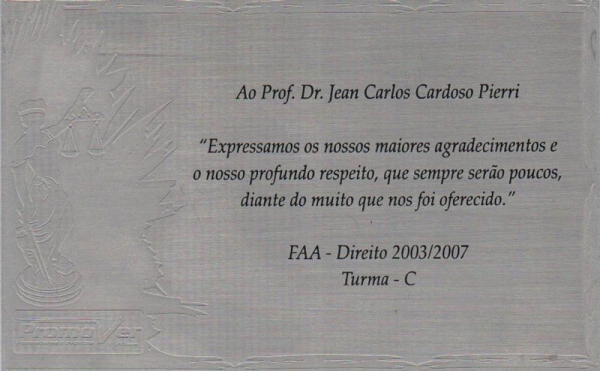 Ao Prof. Dr. Jean Carlos Cardoso Pierri
“Expressamos os nossos maiores agradecimentos e
o nosso profundo respeito, que sempre serão poucos,
diante do muito que nos foi oferecido.”
FAA - Direito 2003/2007
Turma - C
PromoVer